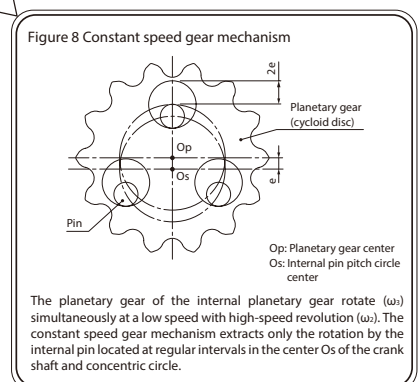 Figure 8 Constant speed gear mechanism
2e
Planetary gear
(cycloid disc)
Op
Os
e
Pin
Op: Planetary gear center
Os: Internal pin pitch circle
center
The planetary gear of the internal planetary gear rotate (ω₃)
simultaneously at a low speed with high-speed revolution (ω₂). The
constant speed gear mechanism extracts only the rotation by the
internal pin located at regular intervals in the center Os of the crank
shaft and concentric circle.